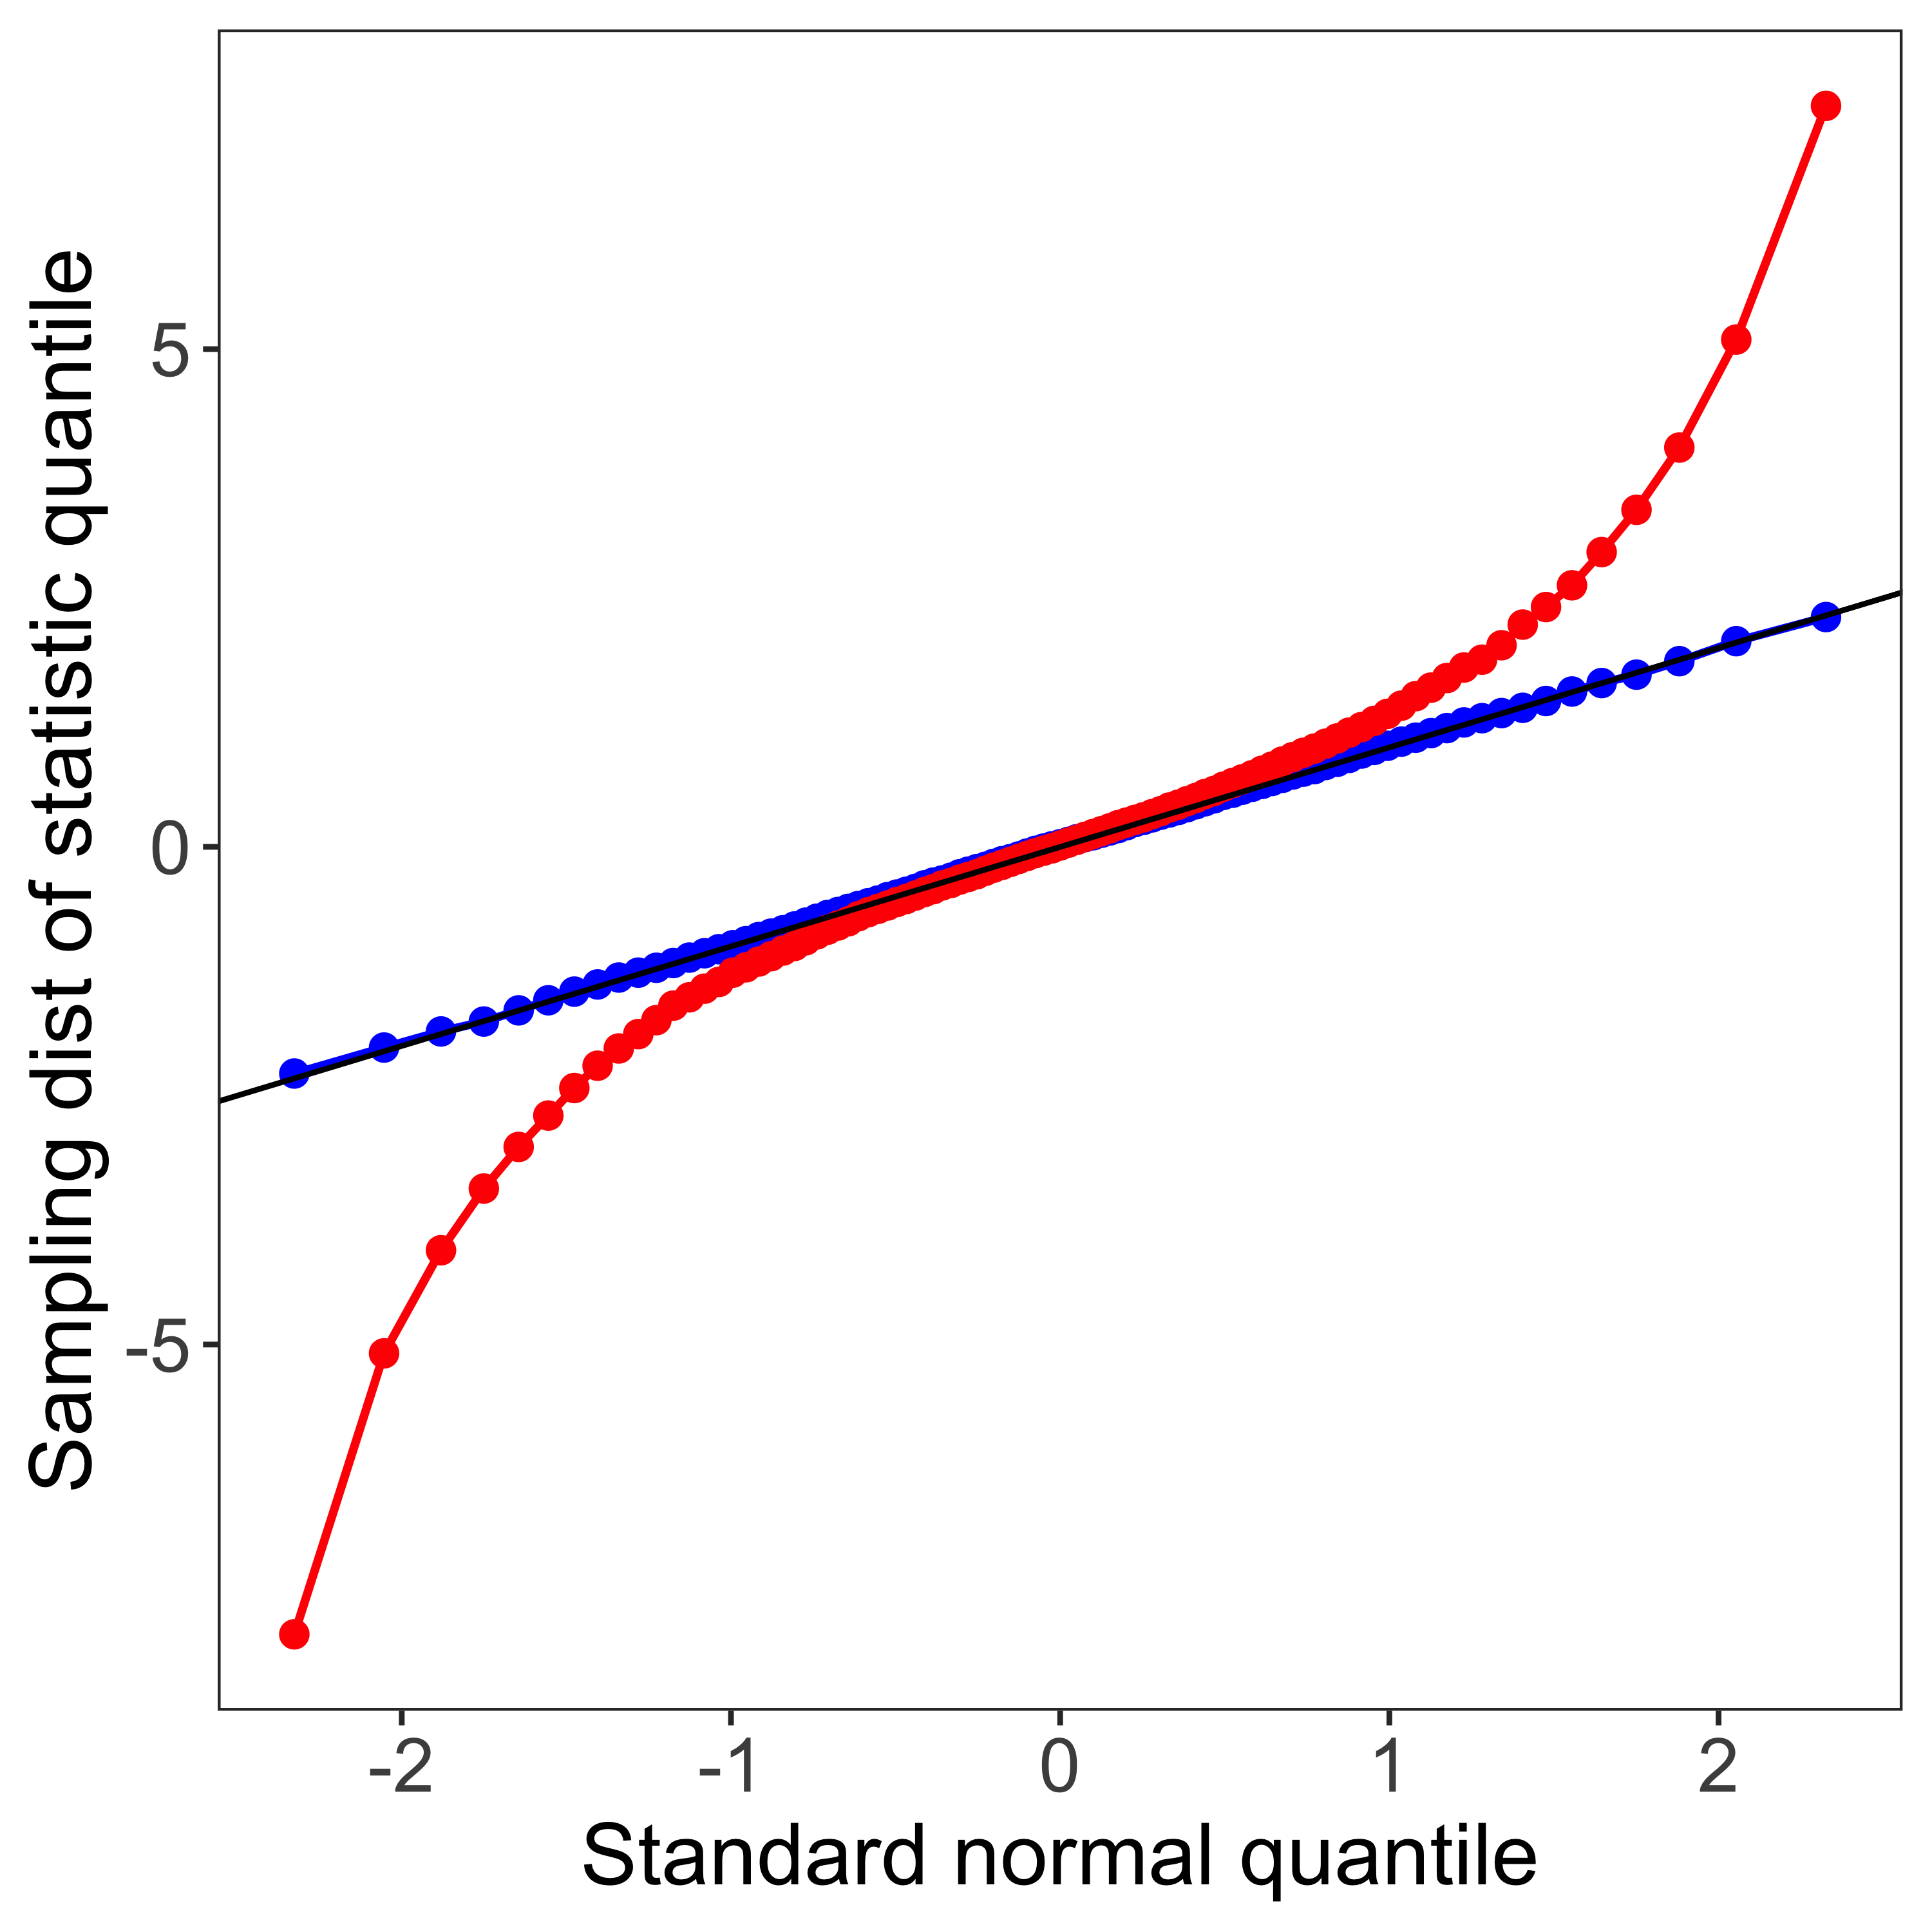 Sampling dist of statistic quantile
5
0
-5
-2 -1 0 1 2
Standard normal quantile